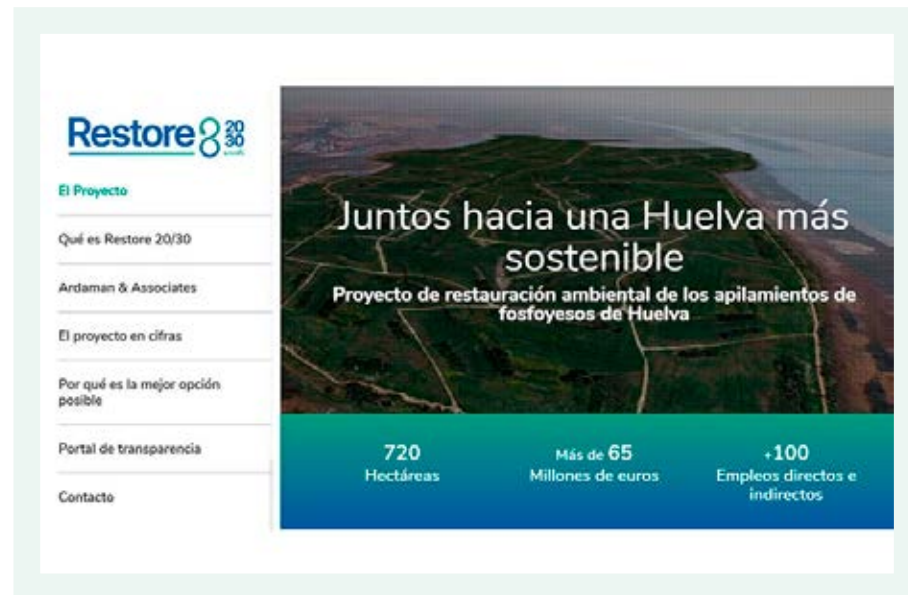 Restore 20
30
El Proyecto
Qué es Restore 20/30
Ardaman & Associates
El proyecto en cifras
Por qué es la mejor opción
posible
Portal de transparencia
Contacto
Juntos hacia una Huelva más
sostenible
Proyecto de restauración ambiental de los apilamientos de
fosfoyesos de Huelva
720
Hectáreas
Más de 65
Millones de euros
+100
Empleos directos e
indirectos